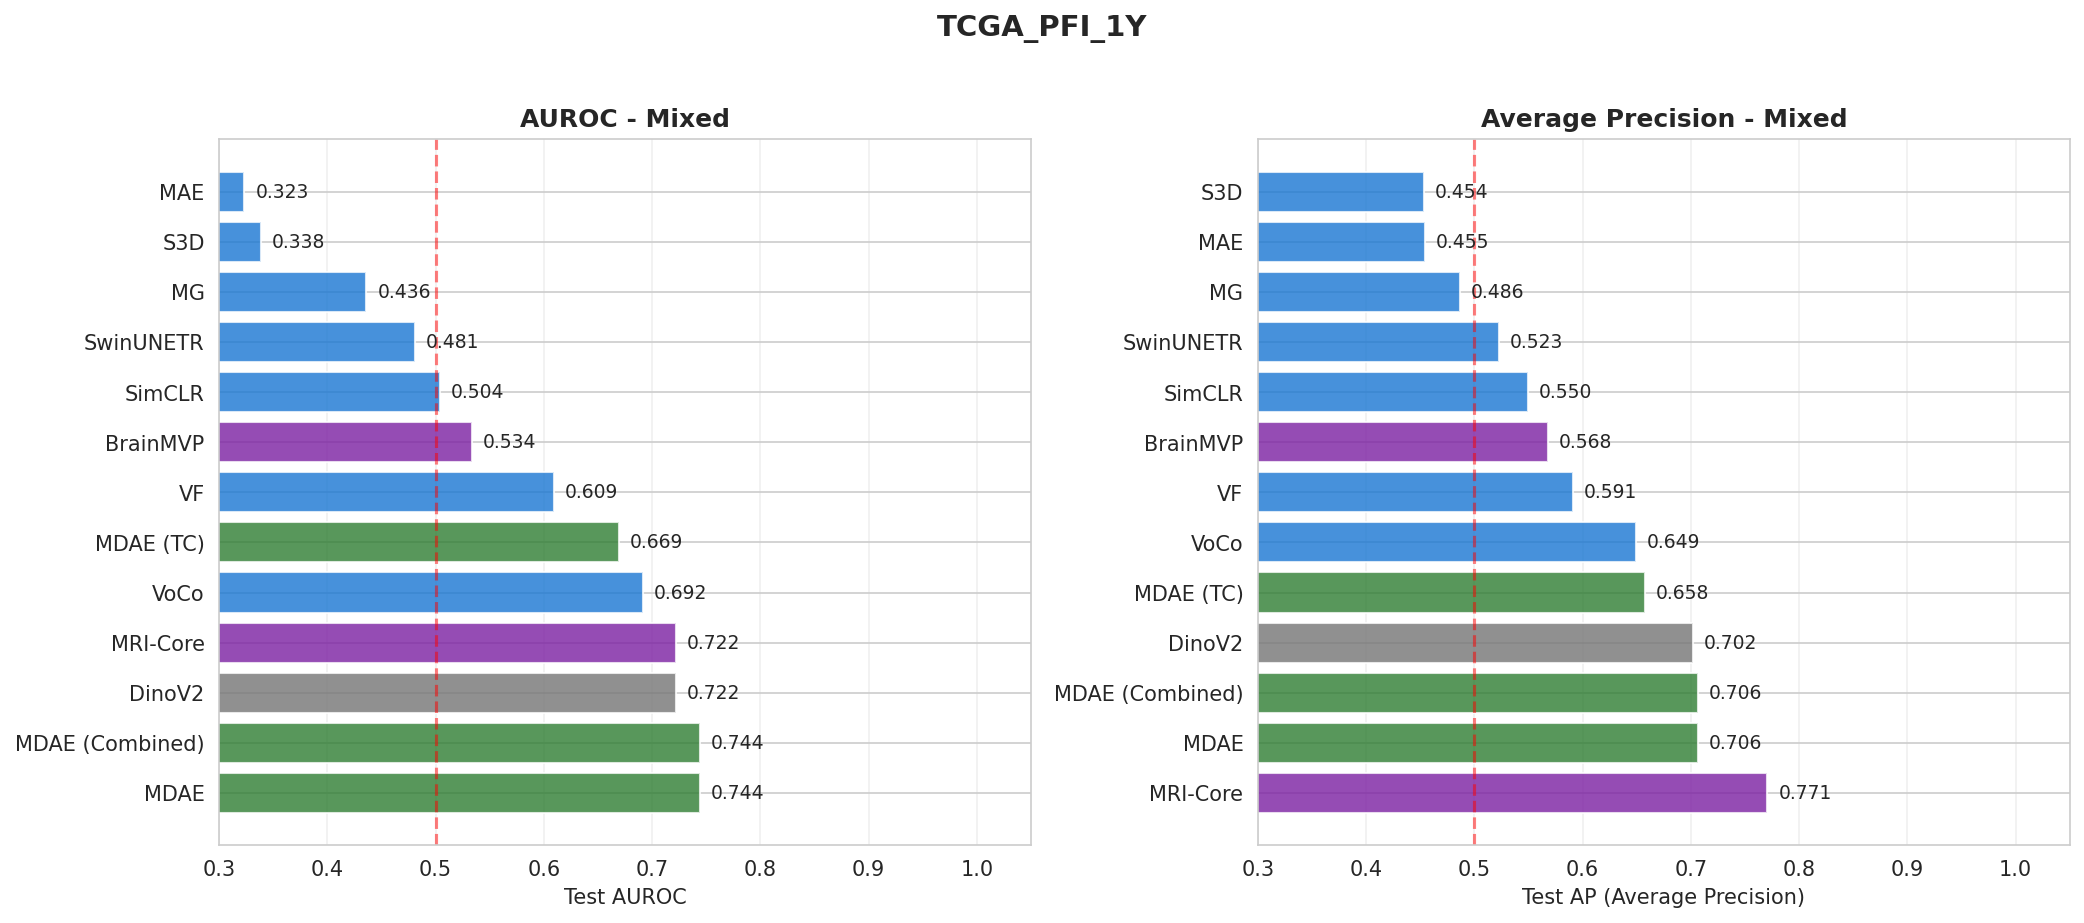 TCGA_PFI_1Y
AUROC - Mixed
MAE 0.323
S3D 0.338
MG 0.436
SwinUNETR 0.481
SimCLR 0.504
BrainMVP 0.534
VF 0.609
MDAE (TC) 0.669
VoCo 0.692
MRI-Core 0.722
DinoV2 0.722
MDAE (Combined) 0.744
MDAE 0.744
0.3 0.4 0.5 0.6 0.7 0.8 0.9 1.0
Test AUROC
Average Precision - Mixed
S3D 0.454
MAE 0.455
MG 0.486
SwinUNETR 0.523
SimCLR 0.550
BrainMVP 0.568
VF 0.591
VoCo 0.649
MDAE (TC) 0.658
DinoV2 0.702
MDAE (Combined) 0.706
MDAE 0.706
MRI-Core 0.771
0.3 0.4 0.5 0.6 0.7 0.8 0.9 1.0
Test AP (Average Precision)